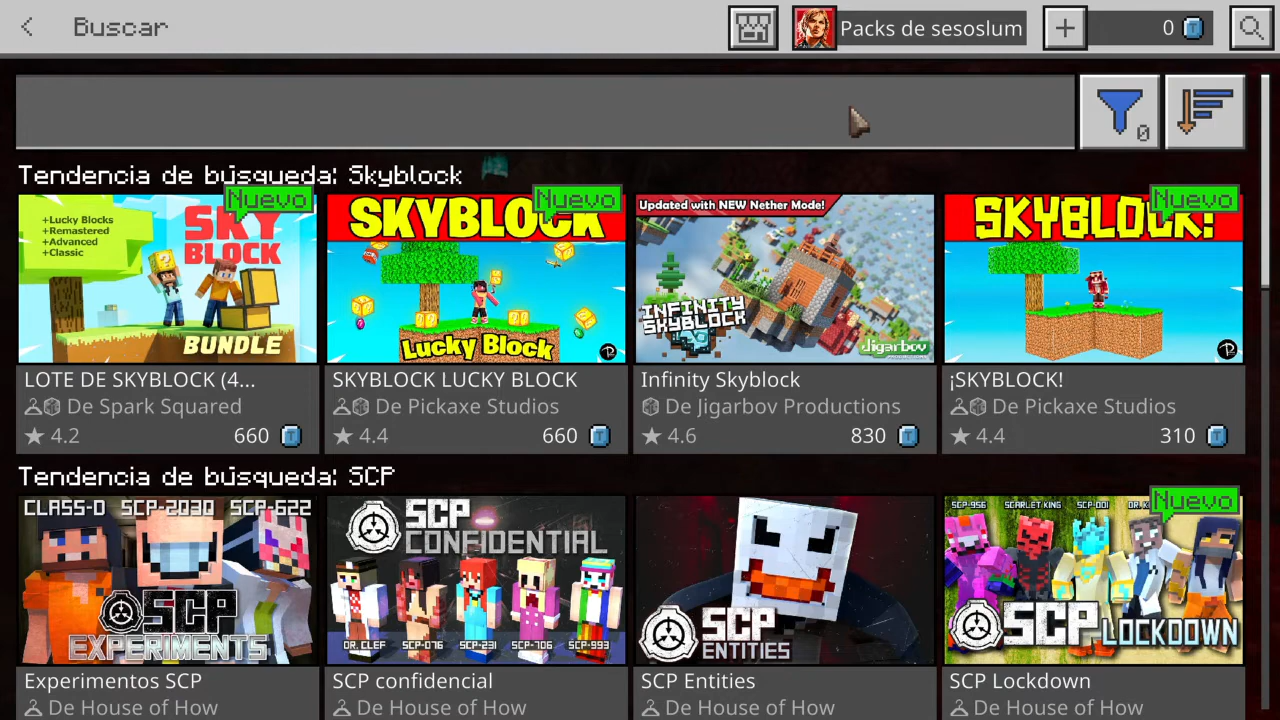 Buscar
Packs de sesoslum
0
0
Tendencia de búsqueda: Skyblock
+Lucky Blocks
+Remastered
+Advanced
+Classic
SKY
BLOCK
BUNDLE
Nuevo
SKYBLOCK
Lucky Block
Nuevo
Updated with NEW Nether Mode!
INFINITY
SKYBLOCK
Jigarbov
SKYBLOCK!
Nuevo
LOTE DE SKYBLOCK (4...
De Spark Squared
4.2
660
SKYBLOCK LUCKY BLOCK
De Pickaxe Studios
4.4
660
Infinity Skyblock
De Jigarbov Productions
4.6
830
¡SKYBLOCK!
De Pickaxe Studios
4.4
310
Tendencia de búsqueda: SCP
CLASS-D SCP-2030 SCP-622
SCP
EXPERIMENTS
SCP
CONFIDENTIAL
DR. CLEF SCP-076 SCP-231 SCP-706 SCP-993
SCP
ENTITIES
Nuevo
SCP-956 SCARLET KING SCP-001
SCP LOCKDOWN
Experimentos SCP
De House of How
SCP confidencial
De House of How
SCP Entities
De House of How
SCP Lockdown
De House of How